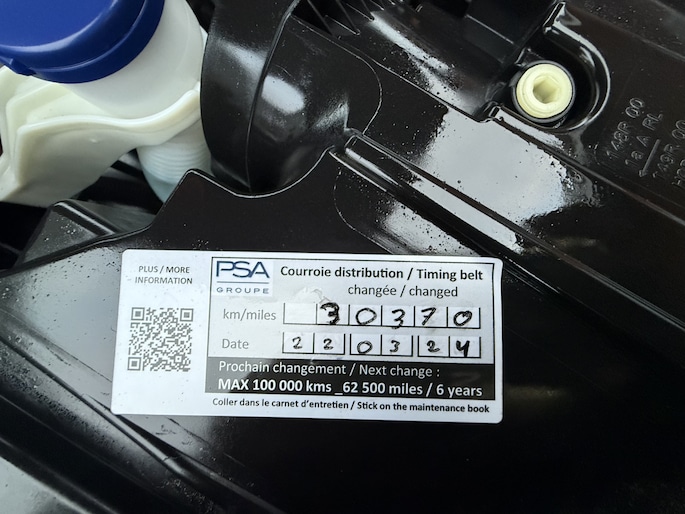 PLUS / MORE
INFORMATION
PSA
GROUPE
Courroie distribution / Timing belt
changée / changed
km/miles 30370
Date 220324
Prochain changement / Next change :
MAX 100 000 kms _62 500 miles / 6 years
Coller dans le carnet d'entretien / Stick on the maintenance book